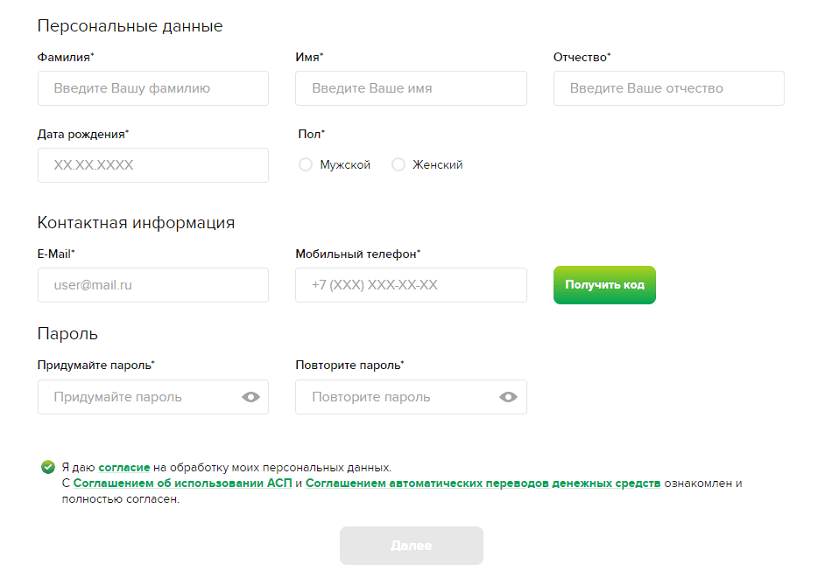 Персональные данные
Фамилия* Имя* Отчество*
Введите Вашу фамилию Введите Ваше имя Введите Ваше отчество
Дата рождения* Пол*
XX.XX.XXXX Мужской Женский
Контактная информация
E-Mail* Мобильный телефон*
user@mail.ru +7 (XXX) XXX-XX-XX Получить код
Пароль
Придумайте пароль* Повторите пароль*
Придумайте пароль Повторите пароль
Я даю согласие на обработку моих персональных данных.
С Соглашением об использовании АСП и Соглашением автоматических переводов денежных средств ознакомлен и
полностью согласен.
Далее